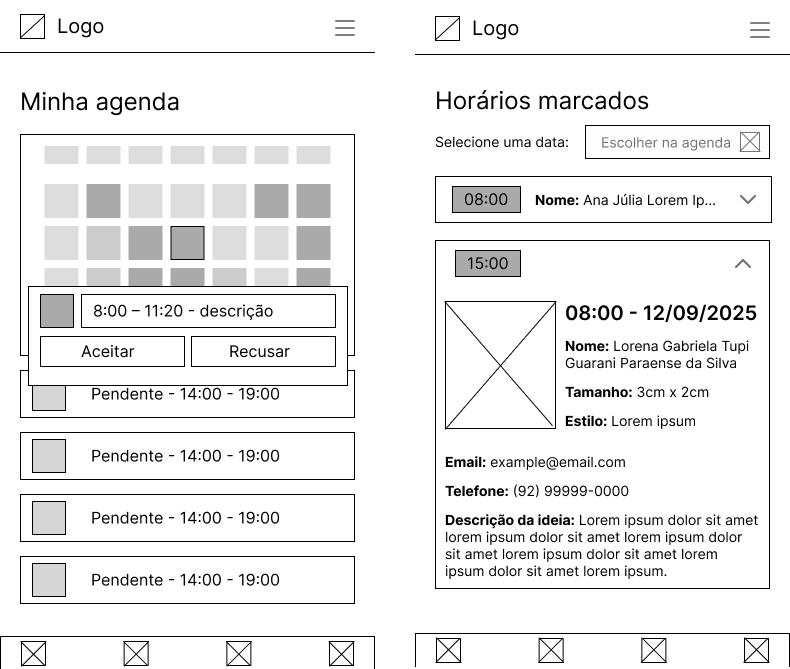 Logo
Minha agenda
8:00 – 11:20 - descrição
Aceitar
Recusar
Pendente - 14:00 - 19:00
Pendente - 14:00 - 19:00
Pendente - 14:00 - 19:00
Pendente - 14:00 - 19:00
Logo
Horários marcados
Selecione uma data:
Escolher na agenda
08:00
Nome: Ana Júlia Lorem Ip...
15:00
08:00 - 12/09/2025
Nome: Lorena Gabriela Tupi
Guarani Paraense da Silva
Tamanho: 3cm x 2cm
Estilo: Lorem ipsum
Email: example@email.com
Telefone: (92) 99999-0000
Descrição da ideia: Lorem ipsum dolor sit amet
lorem ipsum dolor sit amet lorem ipsum dolor
sit amet lorem ipsum dolor sit amet lorem
ipsum dolor sit amet lorem ipsum.